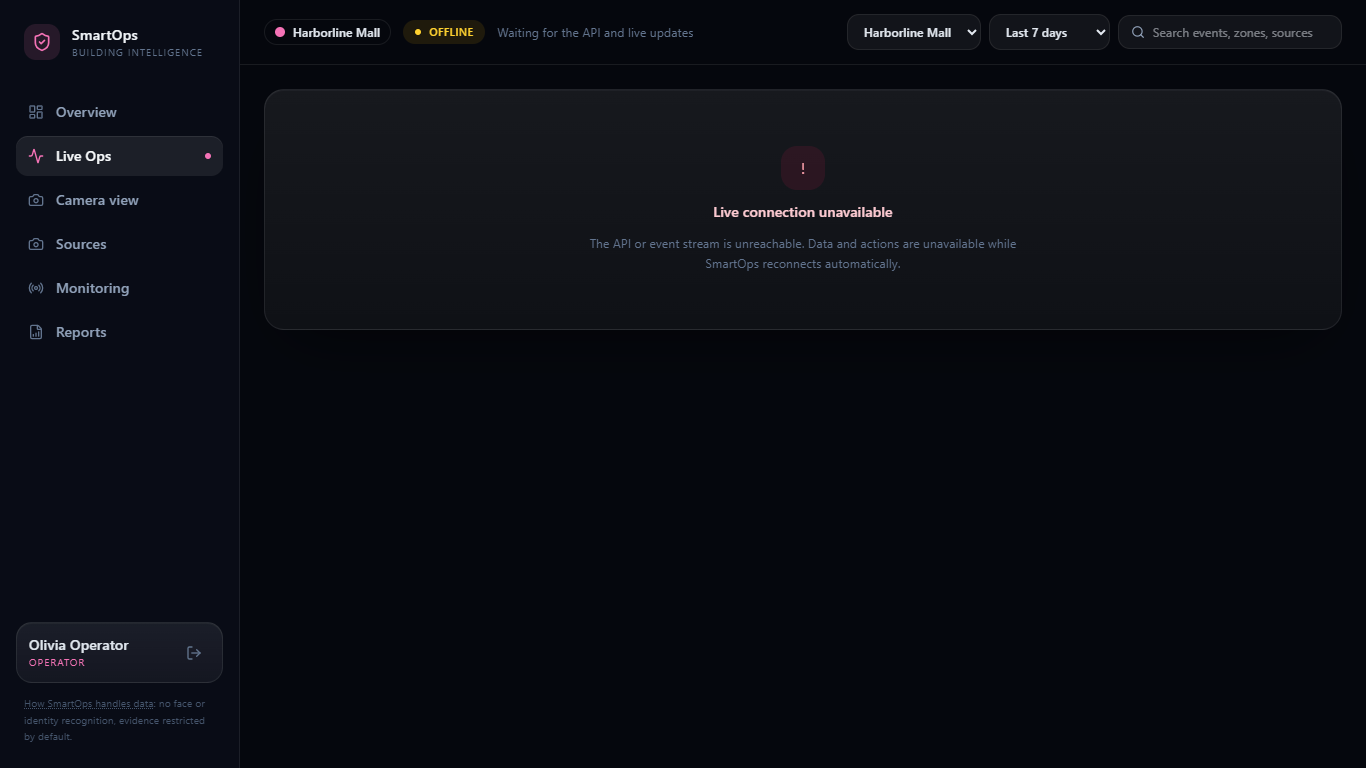 SmartOps
BUILDING INTELLIGENCE
Overview
Live Ops
Camera view
Sources
Monitoring
Reports
Olivia Operator
OPERATOR
How SmartOps handles data: no face or
identity recognition, evidence restricted
by default.
Harborline Mall
OFFLINE
Waiting for the API and live updates
Harborline Mall
Last 7 days
Search events, zones, sources
!
Live connection unavailable
The API or event stream is unreachable. Data and actions are unavailable while
SmartOps reconnects automatically.